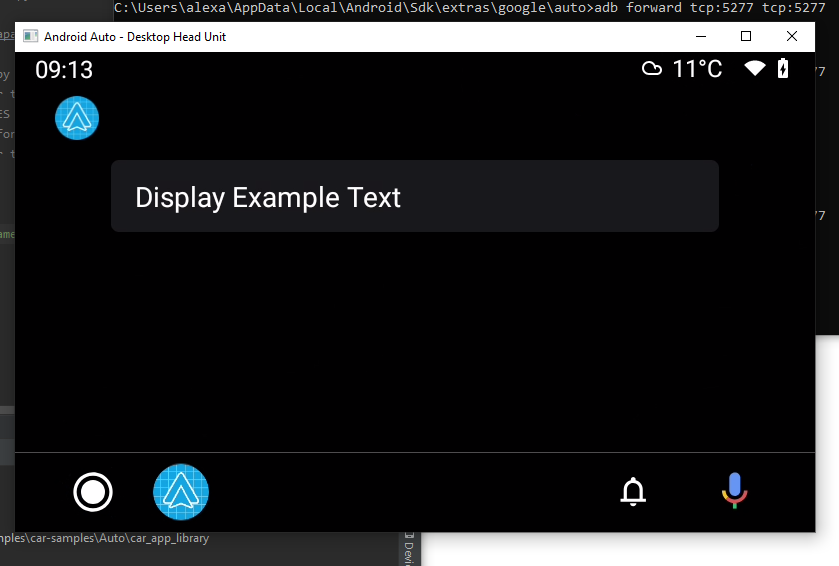 C:\Users\alexa\AppData\Local\Android\Sdk\extras\google\auto>adb forward tcp:5277 tcp:5277
Android Auto - Desktop Head Unit
09:13
11°C
Display Example Text
mples\car-samples\Auto\car_app_library